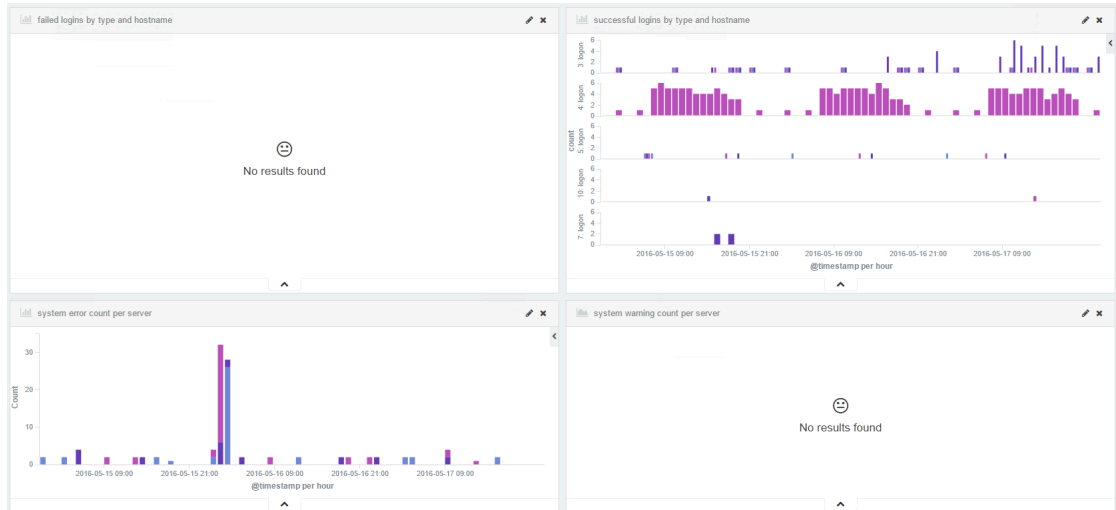 failed logins by type and hostname
No results found
successful logins by type and hostname
6
4
2
0
3: logon
6
4
2
0
4: logon
6
4
2
0
5: logon
6
4
2
0
10: logon
6
4
2
0
7: logon
count
2016-05-15 09:00 2016-05-15 21:00 2016-05-16 09:00 2016-05-16 21:00 2016-05-17 09:00
@timestamp per hour
system error count per server
30
20
10
0
Count
2016-05-15 09:00 2016-05-15 21:00 2016-05-16 09:00 2016-05-16 21:00 2016-05-17 09:00
@timestamp per hour
system warning count per server
No results found